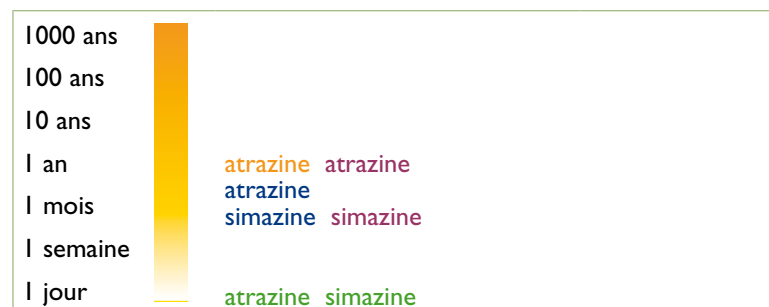 1000 ans
100 ans
10 ans
1 an
atrazine atrazine
atrazine
1 mois
simazine simazine
1 semaine
1 jour
atrazine simazine